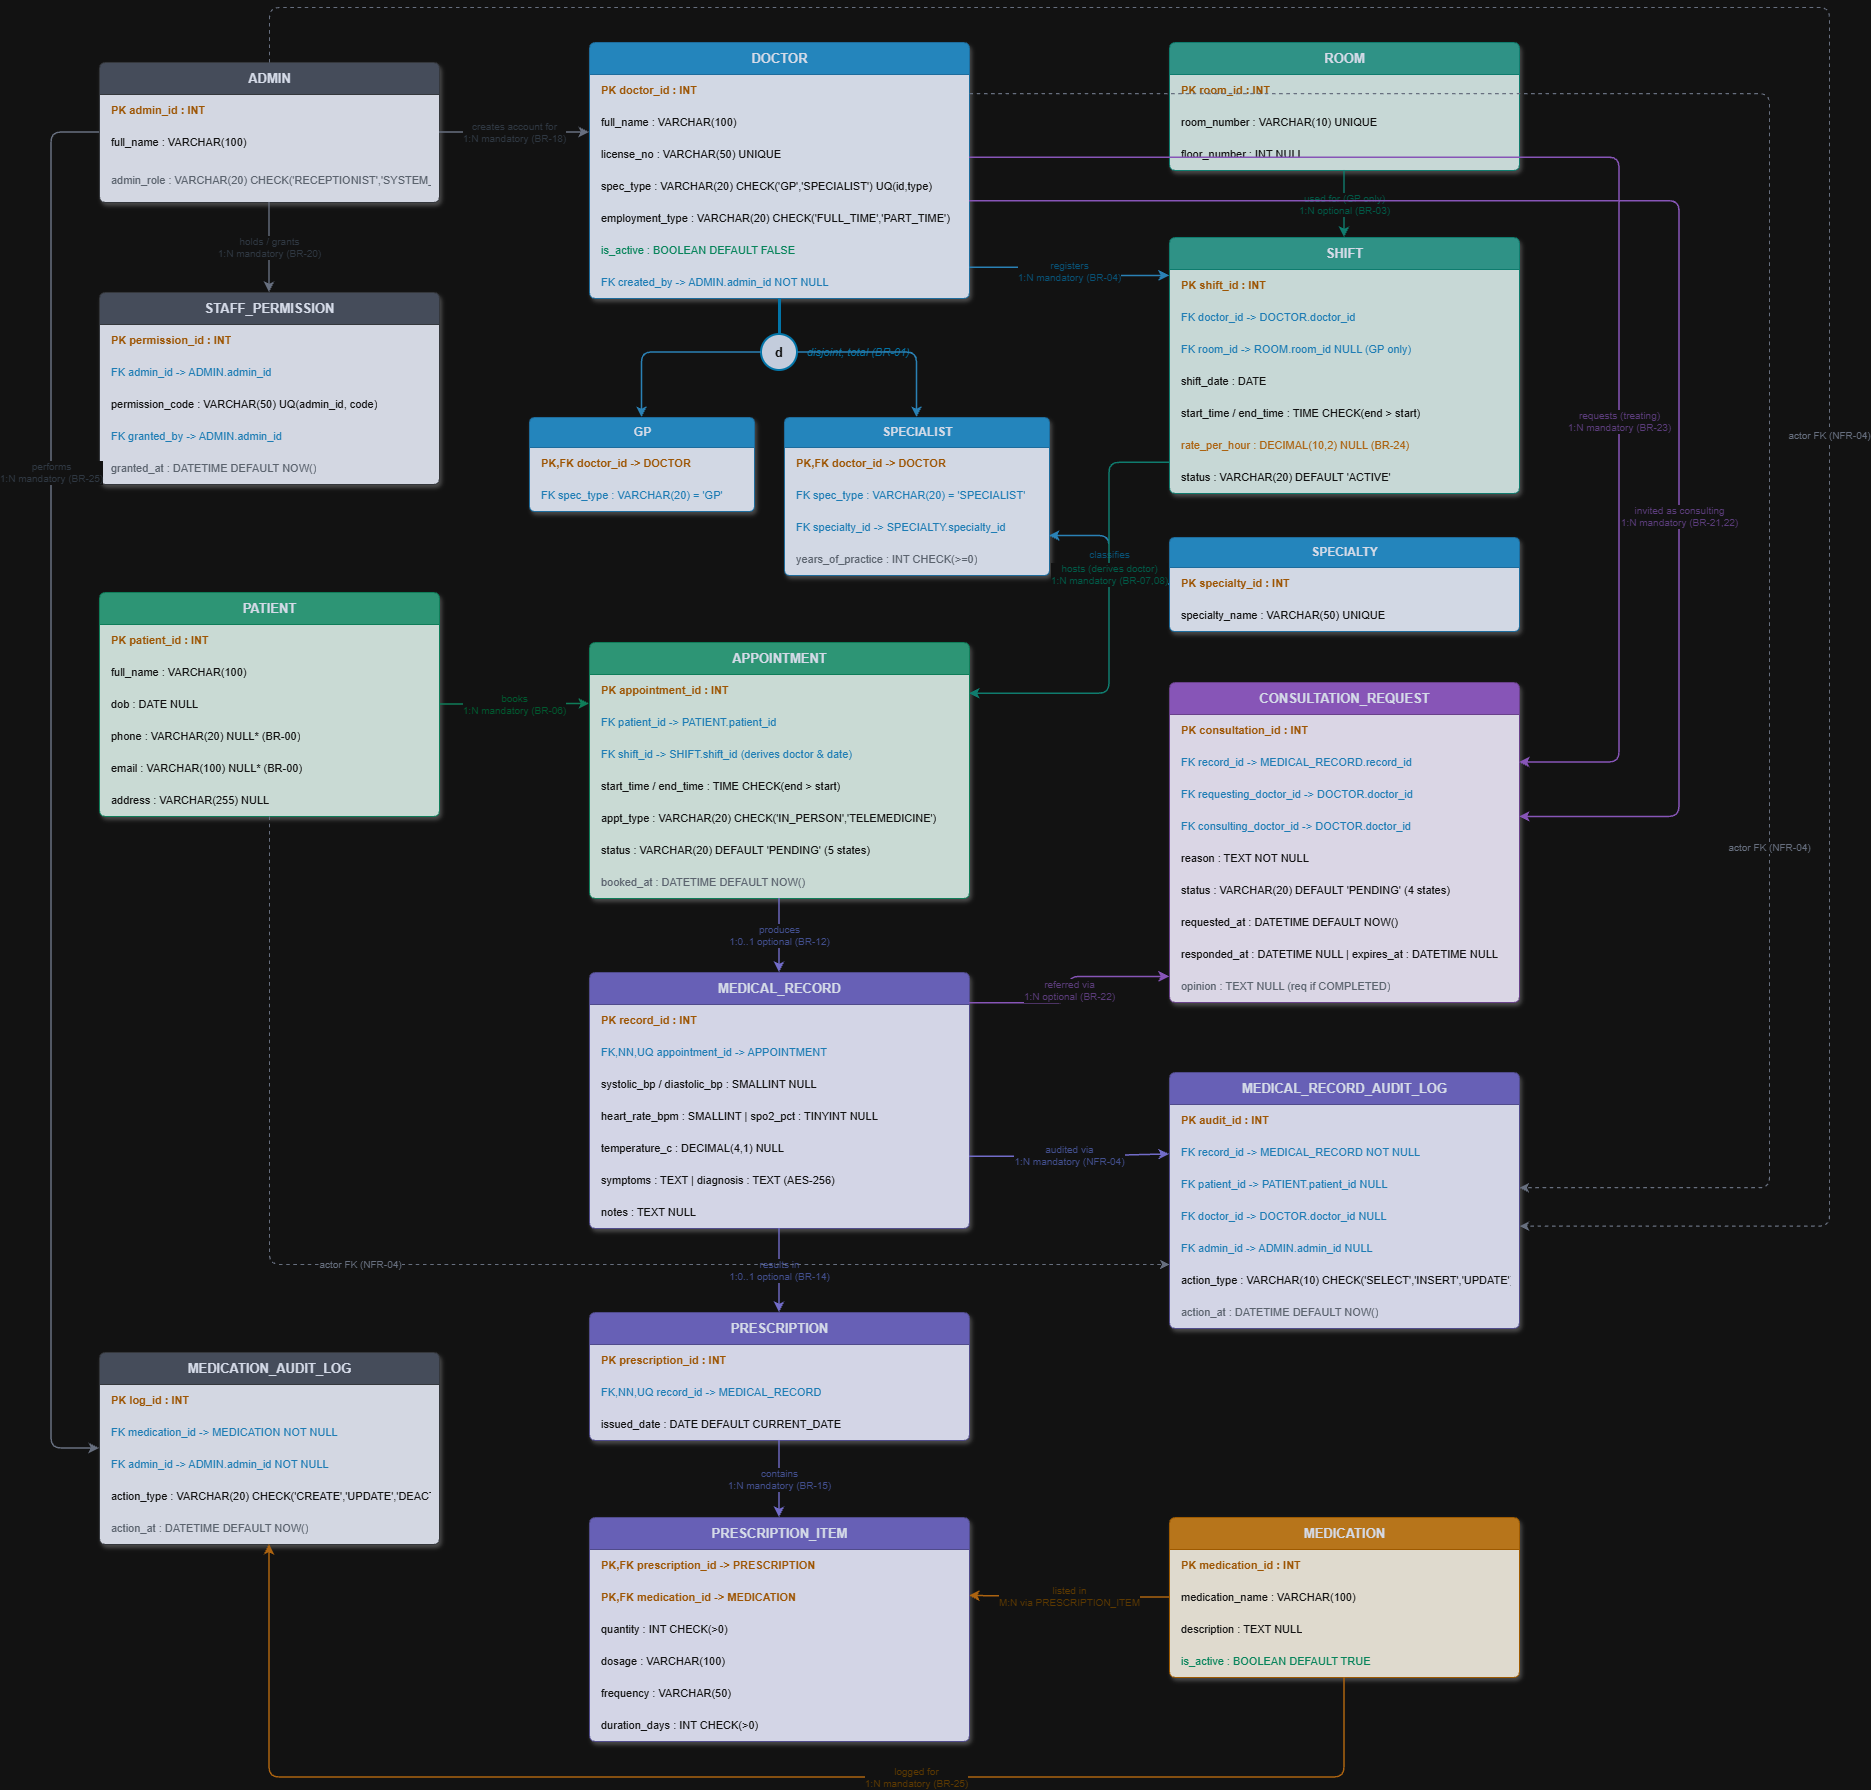 ADMIN
PK admin_id : INT
full_name : VARCHAR(100)
admin_role : VARCHAR(20) CHECK('RECEPTIONIST','SYSTEM_
creates account for
1:N mandatory (BR-18)
holds / grants
1:N mandatory (BR-20)
STAFF_PERMISSION
PK permission_id : INT
FK admin_id -> ADMIN.admin_id
permission_code : VARCHAR(50) UQ(admin_id, code)
FK granted_by -> ADMIN.admin_id
granted_at : DATETIME DEFAULT NOW()
performs
1:N mandatory (BR-25
DOCTOR
PK doctor_id : INT
full_name : VARCHAR(100)
license_no : VARCHAR(50) UNIQUE
spec_type : VARCHAR(20) CHECK('GP','SPECIALIST') UQ(id,type)
employment_type : VARCHAR(20) CHECK('FULL_TIME','PART_TIME')
is_active : BOOLEAN DEFAULT FALSE
FK created_by -> ADMIN.admin_id NOT NULL
registers
1:N mandatory (BR-04)
d
disjoint, total (BR-01)
GP
PK,FK doctor_id -> DOCTOR
FK spec_type : VARCHAR(20) = 'GP'
SPECIALIST
PK,FK doctor_id -> DOCTOR
FK spec_type : VARCHAR(20) = 'SPECIALIST'
FK specialty_id -> SPECIALTY.specialty_id
years_of_practice : INT CHECK(>=0)
ROOM
PK room_id : INT
room_number : VARCHAR(10) UNIQUE
floor_number : INT NULL
used for (GP only)
1:N optional (BR-03)
SHIFT
PK shift_id : INT
FK doctor_id -> DOCTOR.doctor_id
FK room_id -> ROOM.room_id NULL (GP only)
shift_date : DATE
start_time / end_time : TIME CHECK(end > start)
rate_per_hour : DECIMAL(10,2) NULL (BR-24)
status : VARCHAR(20) DEFAULT 'ACTIVE'
requests (treating)
1:N mandatory (BR-23)
invited as consulting
1:N mandatory (BR-21,22)
actor FK (NFR-04)
actor FK (NFR-04)
classifies
hosts (derives doctor)
1:N mandatory (BR-07,08)
SPECIALTY
PK specialty_id : INT
specialty_name : VARCHAR(50) UNIQUE
PATIENT
PK patient_id : INT
full_name : VARCHAR(100)
dob : DATE NULL
phone : VARCHAR(20) NULL* (BR-00)
email : VARCHAR(100) NULL* (BR-00)
address : VARCHAR(255) NULL
books
1:N mandatory (BR-06)
APPOINTMENT
PK appointment_id : INT
FK patient_id -> PATIENT.patient_id
FK shift_id -> SHIFT.shift_id (derives doctor & date)
start_time / end_time : TIME CHECK(end > start)
appt_type : VARCHAR(20) CHECK('IN_PERSON','TELEMEDICINE')
status : VARCHAR(20) DEFAULT 'PENDING' (5 states)
booked_at : DATETIME DEFAULT NOW()
produces
1:0..1 optional (BR-12)
CONSULTATION_REQUEST
PK consultation_id : INT
FK record_id -> MEDICAL_RECORD.record_id
FK requesting_doctor_id -> DOCTOR.doctor_id
FK consulting_doctor_id -> DOCTOR.doctor_id
reason : TEXT NOT NULL
status : VARCHAR(20) DEFAULT 'PENDING' (4 states)
requested_at : DATETIME DEFAULT NOW()
responded_at : DATETIME NULL | expires_at : DATETIME NULL
opinion : TEXT NULL (req if COMPLETED)
MEDICAL_RECORD
PK record_id : INT
FK,NN,UQ appointment_id -> APPOINTMENT
systolic_bp / diastolic_bp : SMALLINT NULL
heart_rate_bpm : SMALLINT | spo2_pct : TINYINT NULL
temperature_c : DECIMAL(4,1) NULL
symptoms : TEXT | diagnosis : TEXT (AES-256)
notes : TEXT NULL
referred via
1:N optional (BR-22)
audited via
1:N mandatory (NFR-04)
MEDICAL_RECORD_AUDIT_LOG
PK audit_id : INT
FK record_id -> MEDICAL_RECORD NOT NULL
FK patient_id -> PATIENT.patient_id NULL
FK doctor_id -> DOCTOR.doctor_id NULL
FK admin_id -> ADMIN.admin_id NULL
action_type : VARCHAR(10) CHECK('SELECT','INSERT','UPDATE'
action_at : DATETIME DEFAULT NOW()
actor FK (NFR-04)
results in
1:0..1 optional (BR-14)
PRESCRIPTION
PK prescription_id : INT
FK,NN,UQ record_id -> MEDICAL_RECORD
issued_date : DATE DEFAULT CURRENT_DATE
contains
1:N mandatory (BR-15)
MEDICATION_AUDIT_LOG
PK log_id : INT
FK medication_id -> MEDICATION NOT NULL
FK admin_id -> ADMIN.admin_id NOT NULL
action_type : VARCHAR(20) CHECK('CREATE','UPDATE','DEAC
action_at : DATETIME DEFAULT NOW()
PRESCRIPTION_ITEM
PK,FK prescription_id -> PRESCRIPTION
PK,FK medication_id -> MEDICATION
quantity : INT CHECK(>0)
dosage : VARCHAR(100)
frequency : VARCHAR(50)
duration_days : INT CHECK(>0)
listed in
M:N via PRESCRIPTION_ITEM
MEDICATION
PK medication_id : INT
medication_name : VARCHAR(100)
description : TEXT NULL
is_active : BOOLEAN DEFAULT TRUE
logged for
1:N mandatory (BR-25)